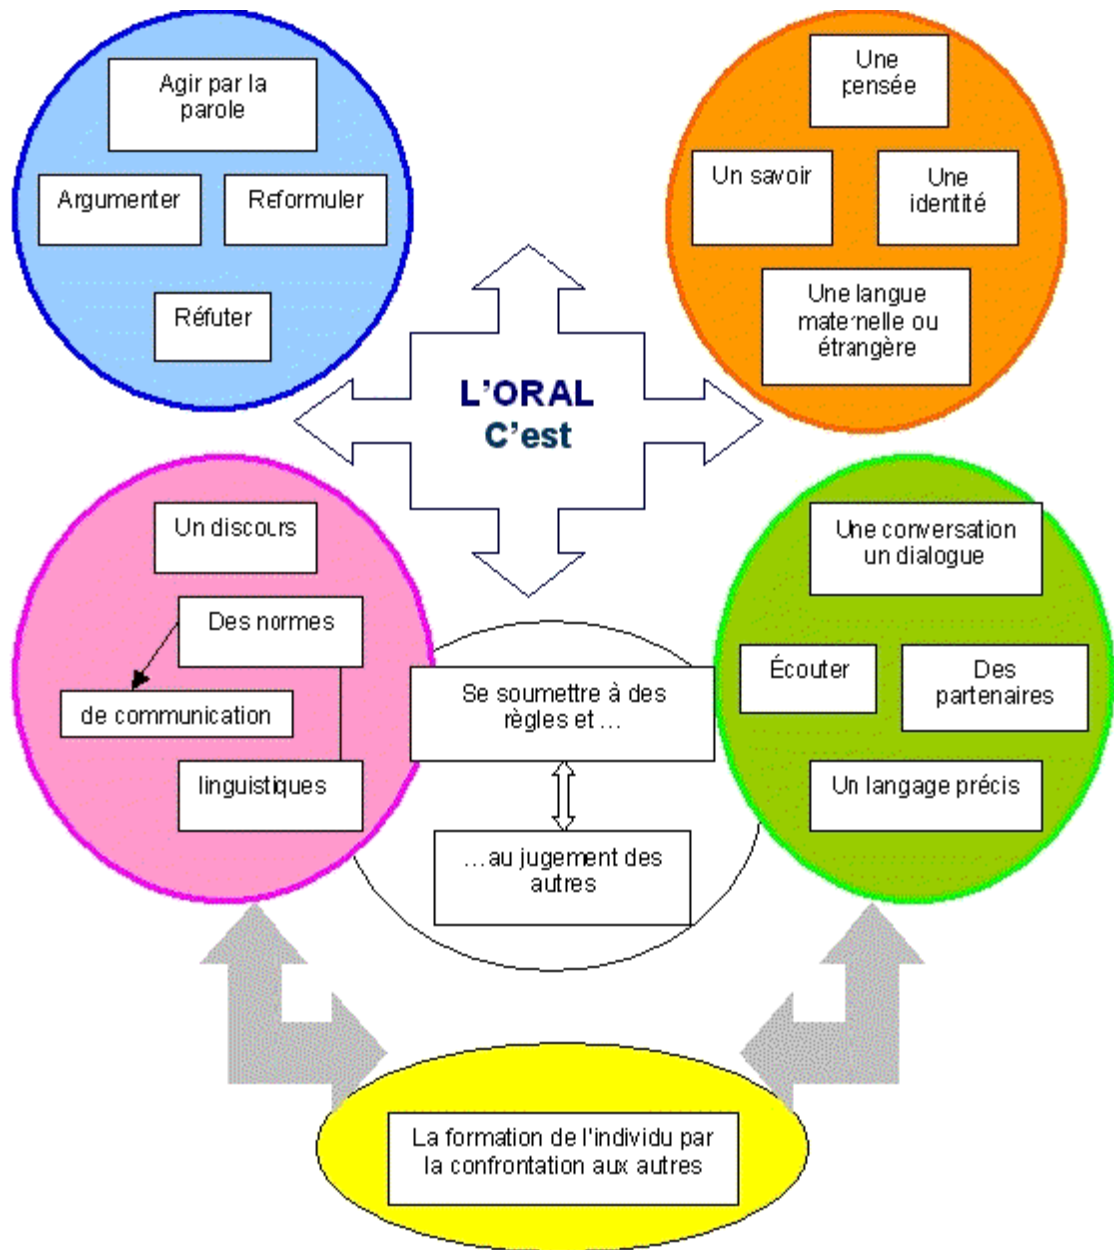 Agir par la
parole
Argumenter
Reformuler
Réfuter
Une
pensée
Un savoir
Une
identité
Une langue
maternelle ou
étrangère
L'ORAL
C'est
Un discours
Des normes
de communication
linguistiques
Se soumettre à des
règles et ...
...au jugement des
autres
Une conversation
un dialogue
Écouter
Des
partenaires
Un langage précis
La formation de l'individu par
la confrontation aux autres